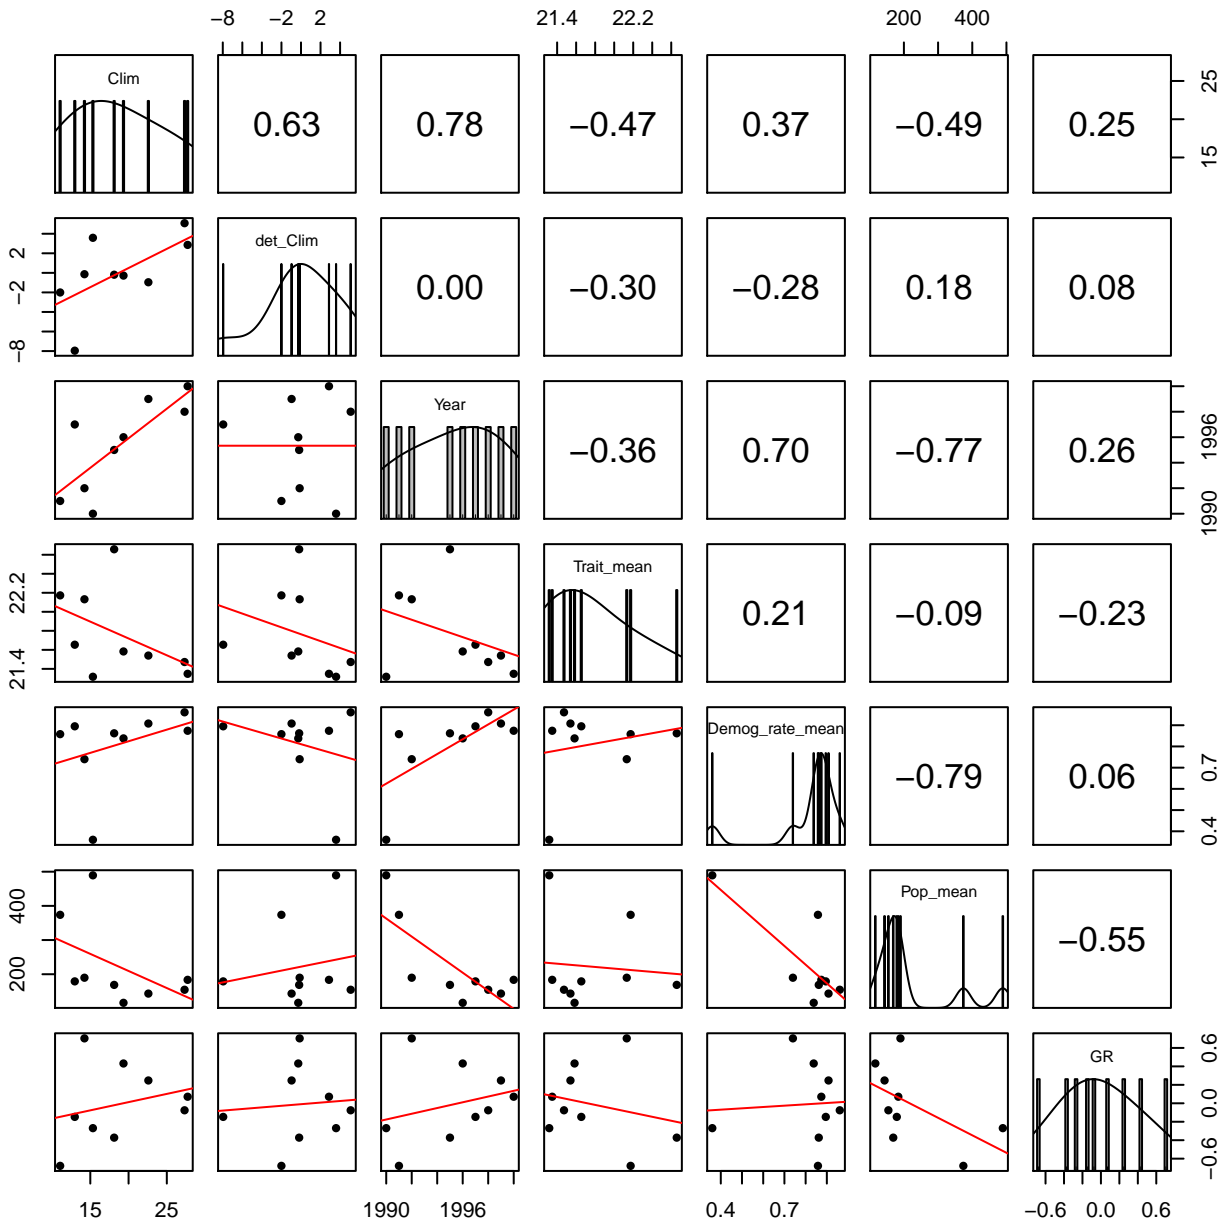 −8 −2 2 21.4 22.2 200 400
Clim 0.63 0.78 −0.47 0.37 −0.49 0.25 15 25
−8 −2 2 det_Clim 0.00 −0.30 −0.28 0.18 0.08
Year −0.36 0.70 −0.77 0.26 1990 1996
21.4 22.2 Trait_mean 0.21 −0.09 −0.23
Demog_rate_mean −0.79 0.06 0.4 0.7
200 400 Pop_mean −0.55
GR −0.6 0.0 0.6
15 25 1990 1996 0.4 0.7 −0.6 0.0 0.6